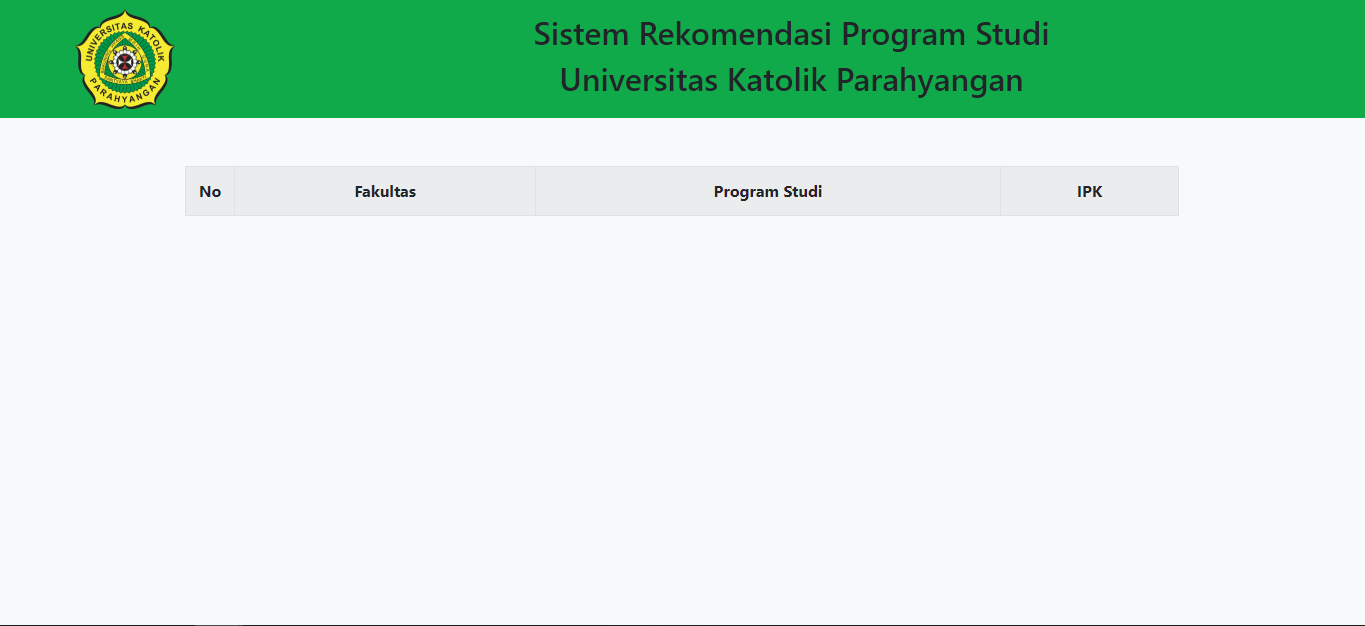 UNIVERSITAS KATOLIK
PARAHYANGAN
Sistem Rekomendasi Program Studi
Universitas Katolik Parahyangan
No Fakultas Program Studi IPK